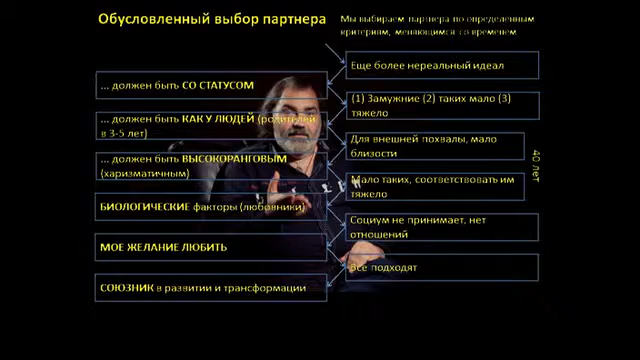 Обусловленный выбор партнера
Мы выбираем партнера по определенным
критериям, меняющимся со временем
Еще более нереальный идеал
... должен быть СО СТАТУСОМ
(1) Замужние (2) таких мало (3)
тяжело
... должен быть КАК У ЛЮДЕЙ (родителей
в 3-5 лет)
Для внешней похвалы, мало
близости
... должен быть ВЫСОКОРАНГОВЫМ
(харизматичным)
40 лет
Мало таких, соответствовать им
тяжело
БИОЛОГИЧЕСКИЕ факторы (любовники)
Социум не принимает, нет
отношений
МОЕ ЖЕЛАНИЕ ЛЮБИТЬ
Все подходят
СОЮЗНИК в развитии и трансформации